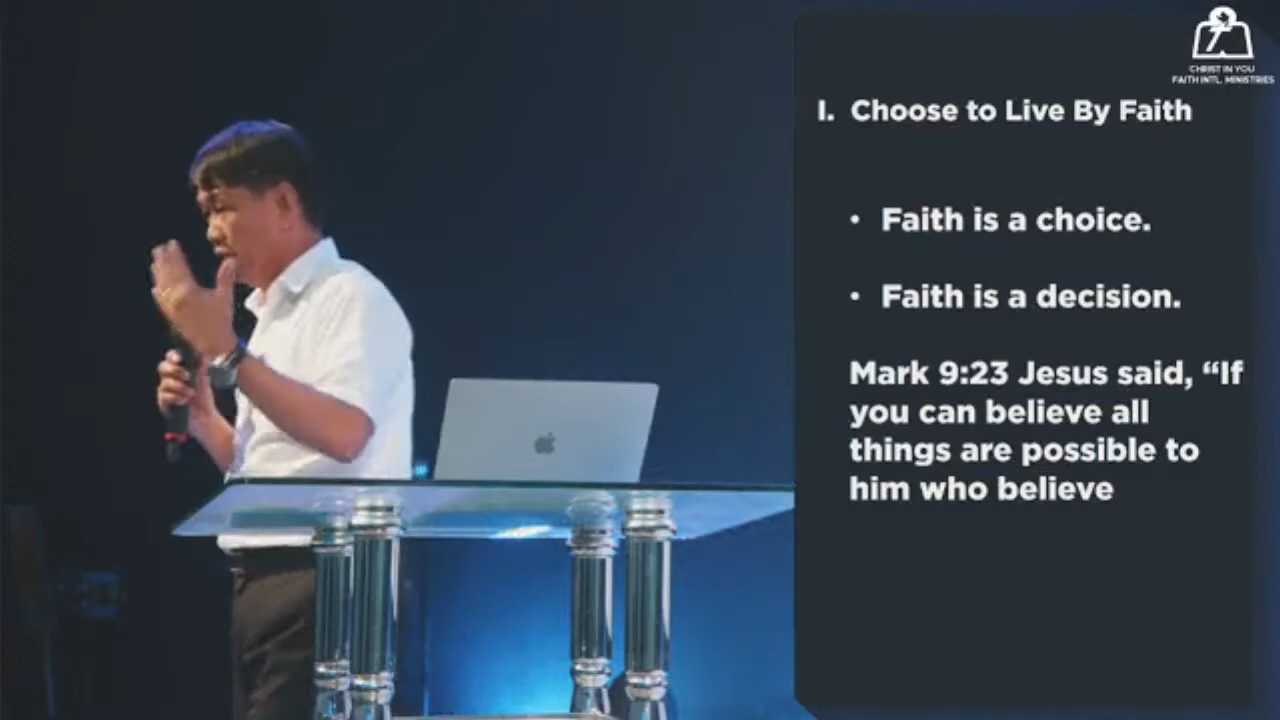 CHRIST IN YOU
FAITH INTL. MINISTRIES
I. Choose to Live By Faith
• Faith is a choice.
• Faith is a decision.
Mark 9:23 Jesus said, “If
you can believe all
things are possible to
him who believe